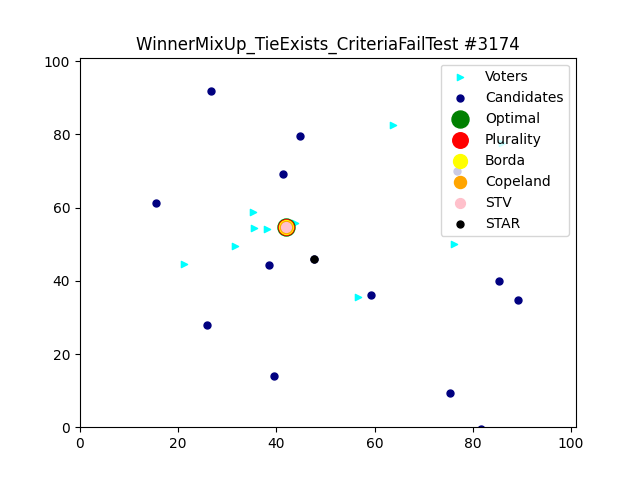 WinnerMixUp_TieExists_CriteriaFailTest #3174
100
80
60
40
20
0
0
20
40
60
80
100
Voters
Candidates
Optimal
Plurality
Borda
Copeland
STV
STAR